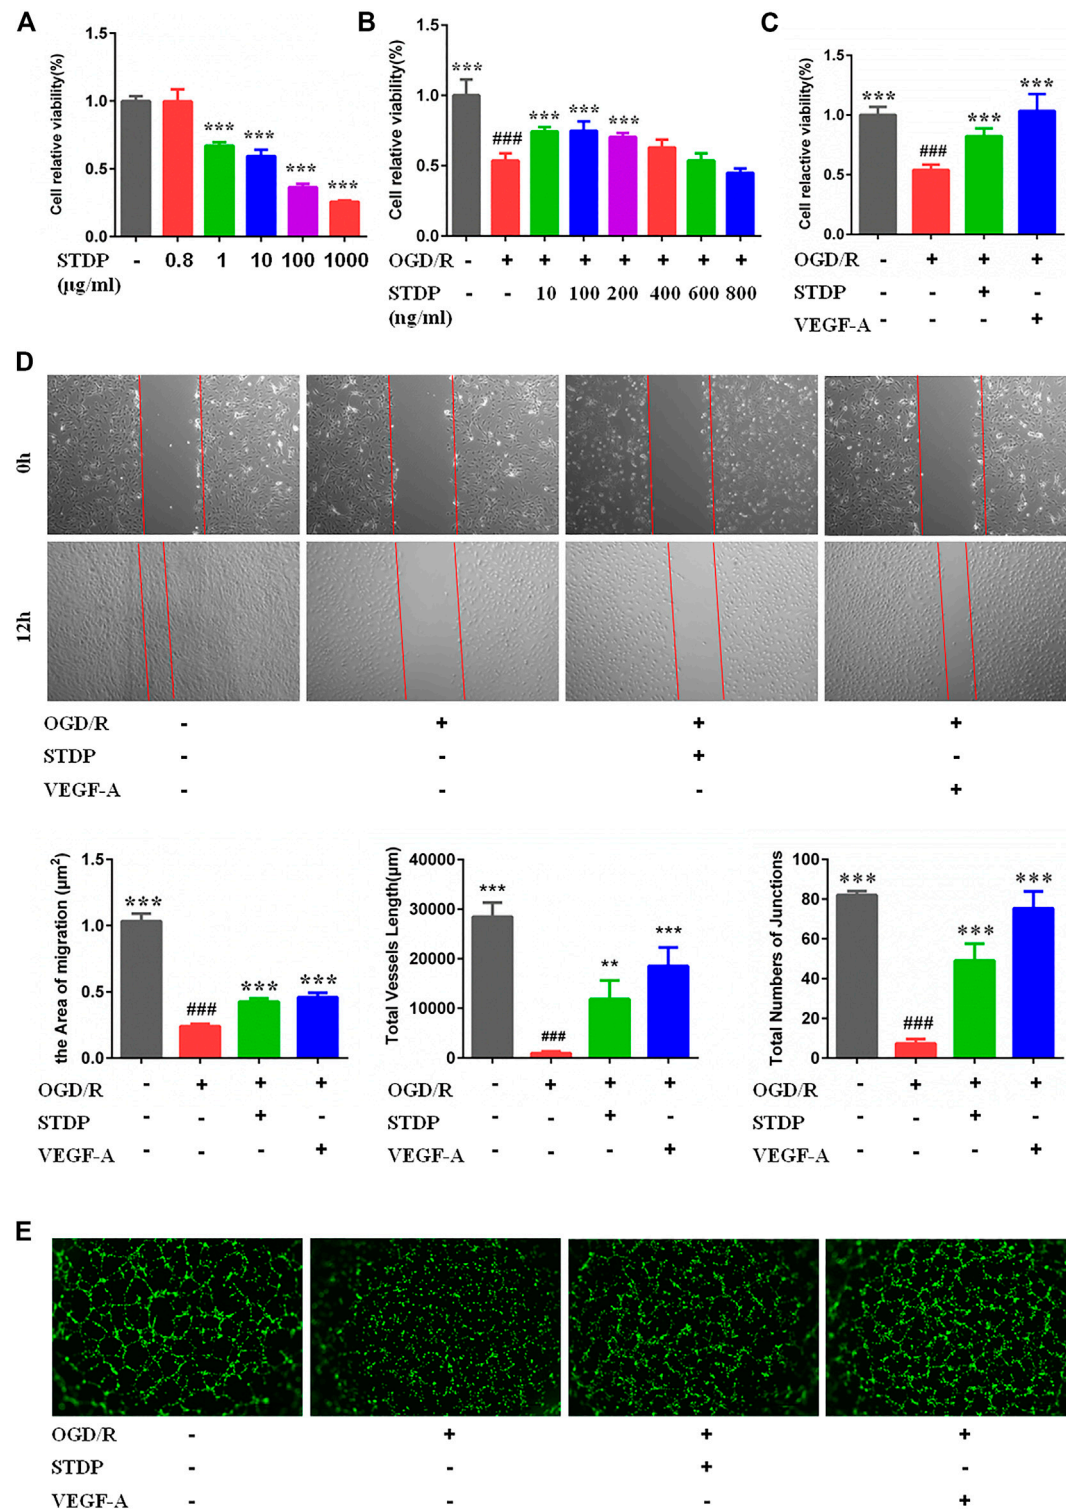 A
Cell relative viability(%)
1.5
1.0
0.5
0.0
*** *** *** ***
STDP - 0.8 1 10 100 1000
(μg/ml)
B
Cell relative viability(%)
1.5
1.0
0.5
0.0
*** ### *** *** ***
OGD/R - + + + + + + +
STDP - - 10 100 200 400 600 800
(ng/ml)
C
Cell relactive viability(%)
1.5
1.0
0.5
0.0
*** ### *** ***
OGD/R - + + +
STDP - - + -
VEGF-A - - - +
D
0h
12h
OGD/R - + + +
STDP - - + -
VEGF-A - - - +
the Area of migration (μm²)
1.5
1.0
0.5
0.0
*** ### *** ***
OGD/R - + + +
STDP - - + -
VEGF-A - - - +
Total Vessels Length(μm)
40000
30000
20000
10000
0
*** ### ** ***
OGD/R - + + +
STDP - - + -
VEGF-A - - - +
Total Numbers of Junctions
100
80
60
40
20
0
*** ### *** ***
OGD/R - + + +
STDP - - + -
VEGF-A - - - +
E
OGD/R - + + +
STDP - - + -
VEGF-A - - - +